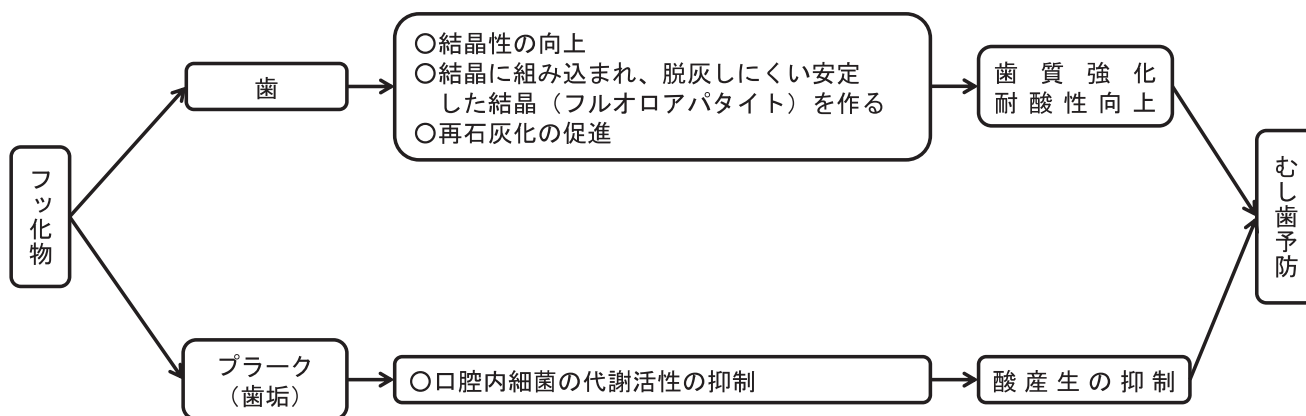 フッ化物
歯
○結晶性の向上
○結晶に組み込まれ、脱灰しにくい安定
した結晶（フルオロアパタイト）を作る
○再石灰化の促進
歯質強化
耐酸性向上
プラーク
（歯垢）
○口腔内細菌の代謝活性の抑制
酸産生の抑制
むし歯予防